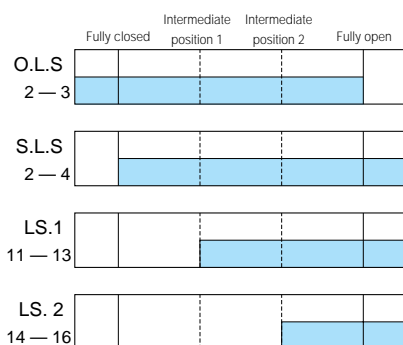 Fully closed
Intermediate
position 1
Intermediate
position 2
Fully open
O.L.S
2 — 3
S.L.S
2 — 4
LS.1
11 — 13
LS. 2
14 — 16